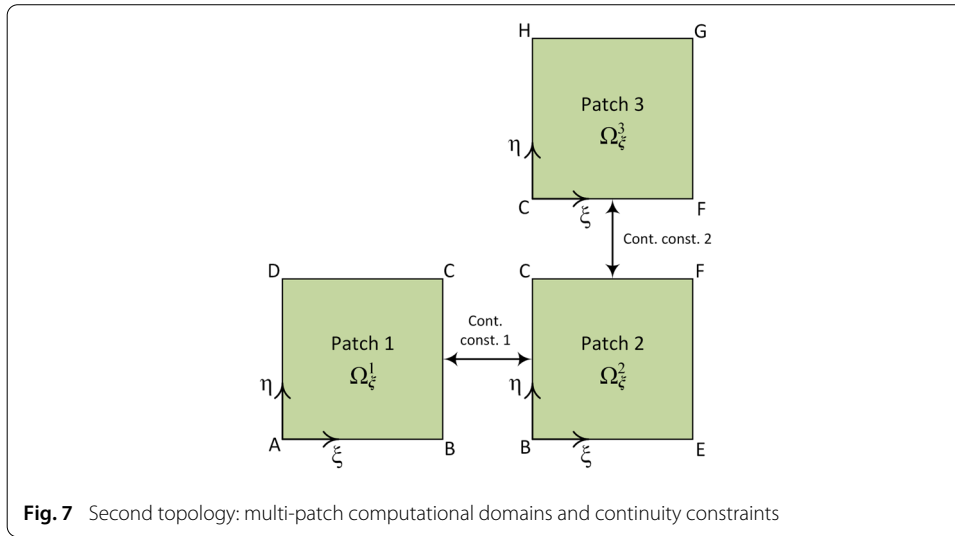 H
G
Patch 3
Ω³ξ
η
C
ξ
F
Cont. const. 2
D
C
C
F
Cont.
const. 1
Patch 1
Ω¹ξ
Patch 2
Ω²ξ
η
η
A
ξ
B
B
ξ
E
Fig. 7 Second topology: multi-patch computational domains and continuity constraints